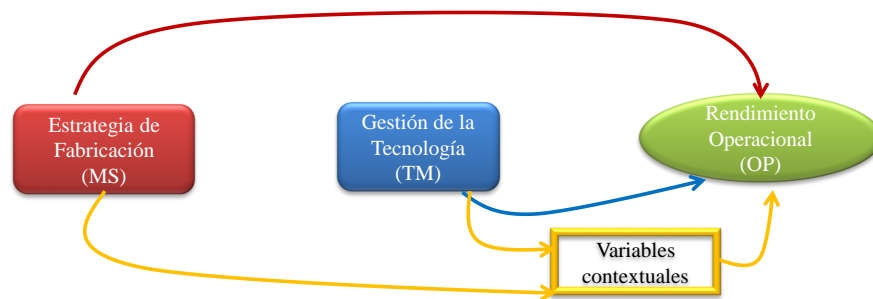 Estrategia de
Fabricación
(MS)
Gestión de la
Tecnología
(TM)
Rendimiento
Operacional
(OP)
Variables
contextuales